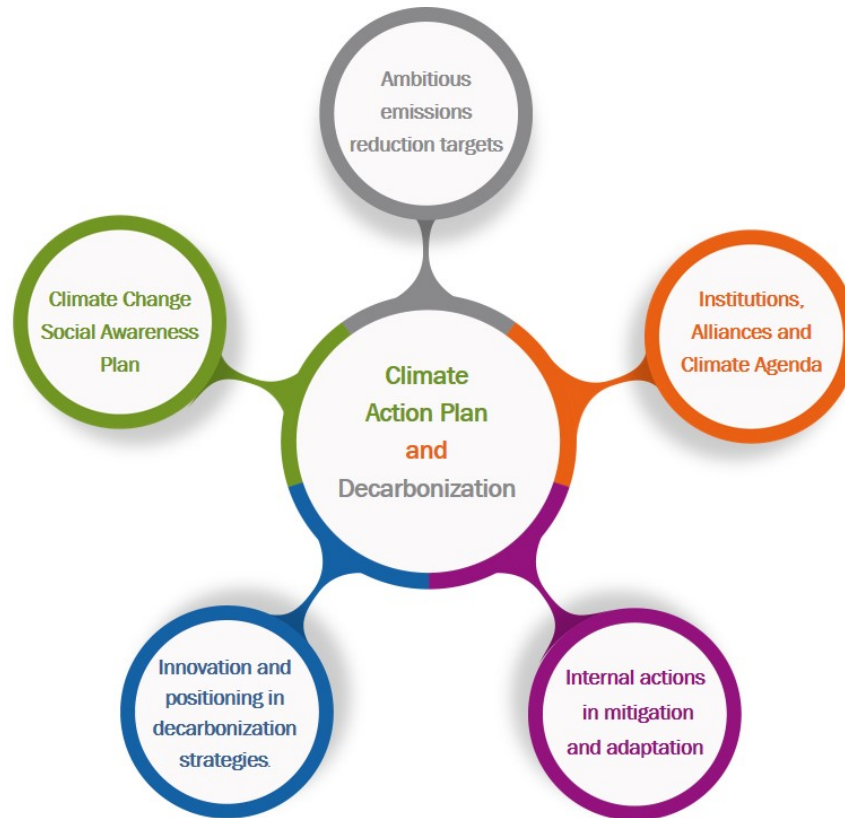 Ambitious
emissions
reduction targets
Climate Change
Social Awareness
Plan
Institutions,
Alliances and
Climate Agenda
Climate
Action Plan
and
Decarbonization
Innovation and
positioning in
decarbonization
strategies.
Internal actions
in mitigation
and adaptation